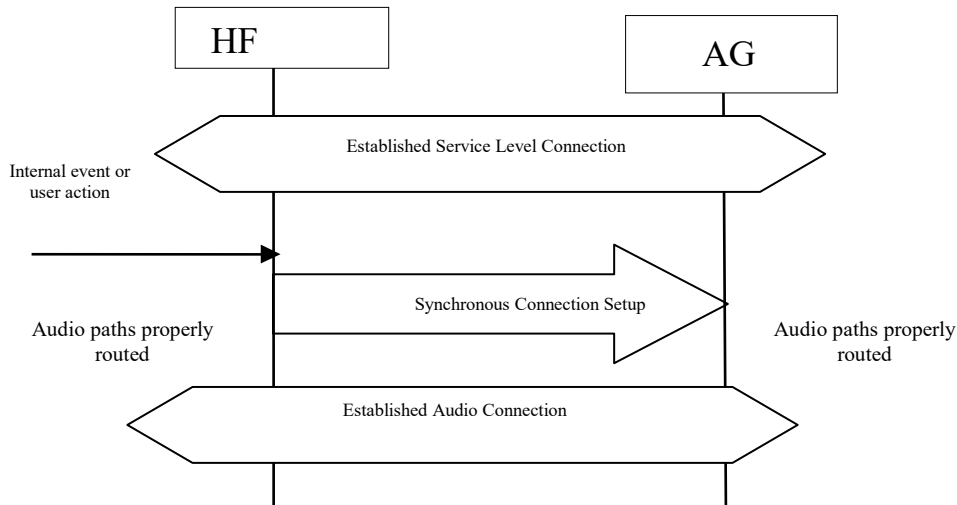 HF
AG
Established Service Level Connection
Internal event or
user action
Synchronous Connection Setup
Audio paths properly
routed
Audio paths properly
routed
Established Audio Connection